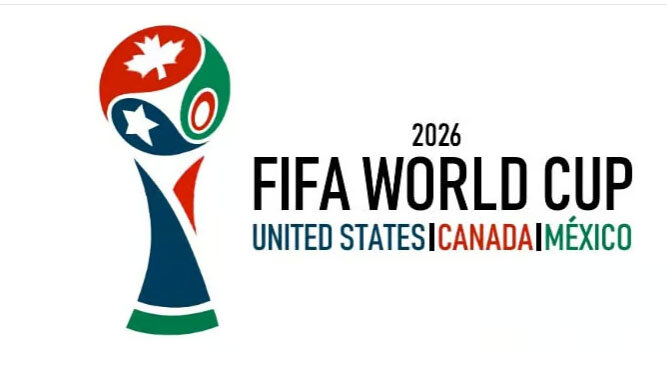 2026
FIFA WORLD CUP
UNITED STATES|CANADA|MÉXICO